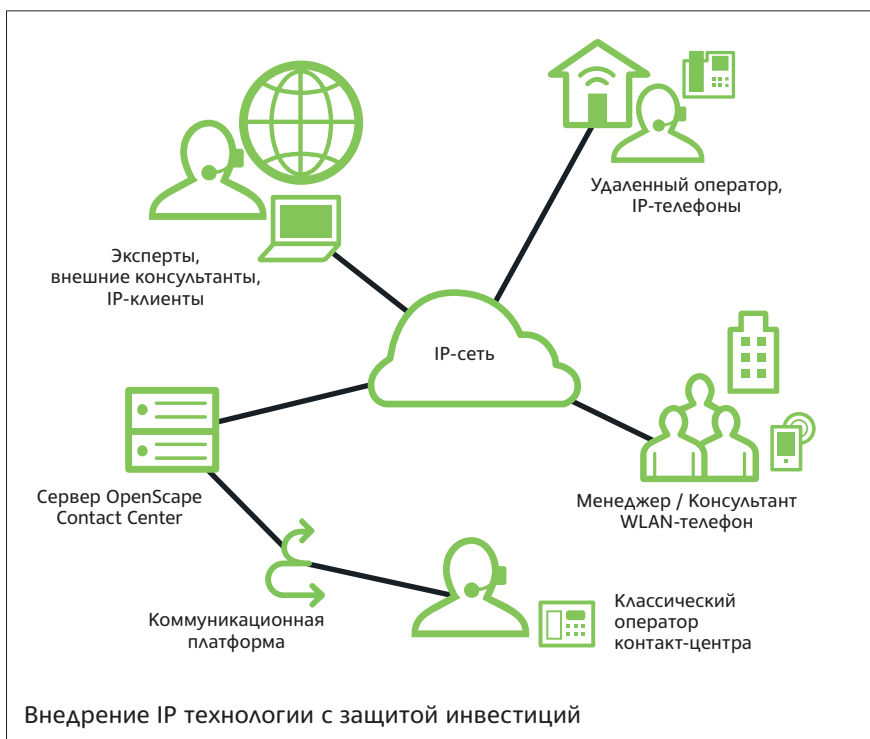 Удаленный оператор,
IP-телефоны
Эксперты,
внешние консультанты,
IP-клиенты
IP-сеть
Сервер OpenScape
Contact Center
Менеджер / Консультант
WLAN-телефон
Коммуникационная
платформа
Классический
оператор
контакт-центра
Внедрение IP технологии с защитой инвестиций